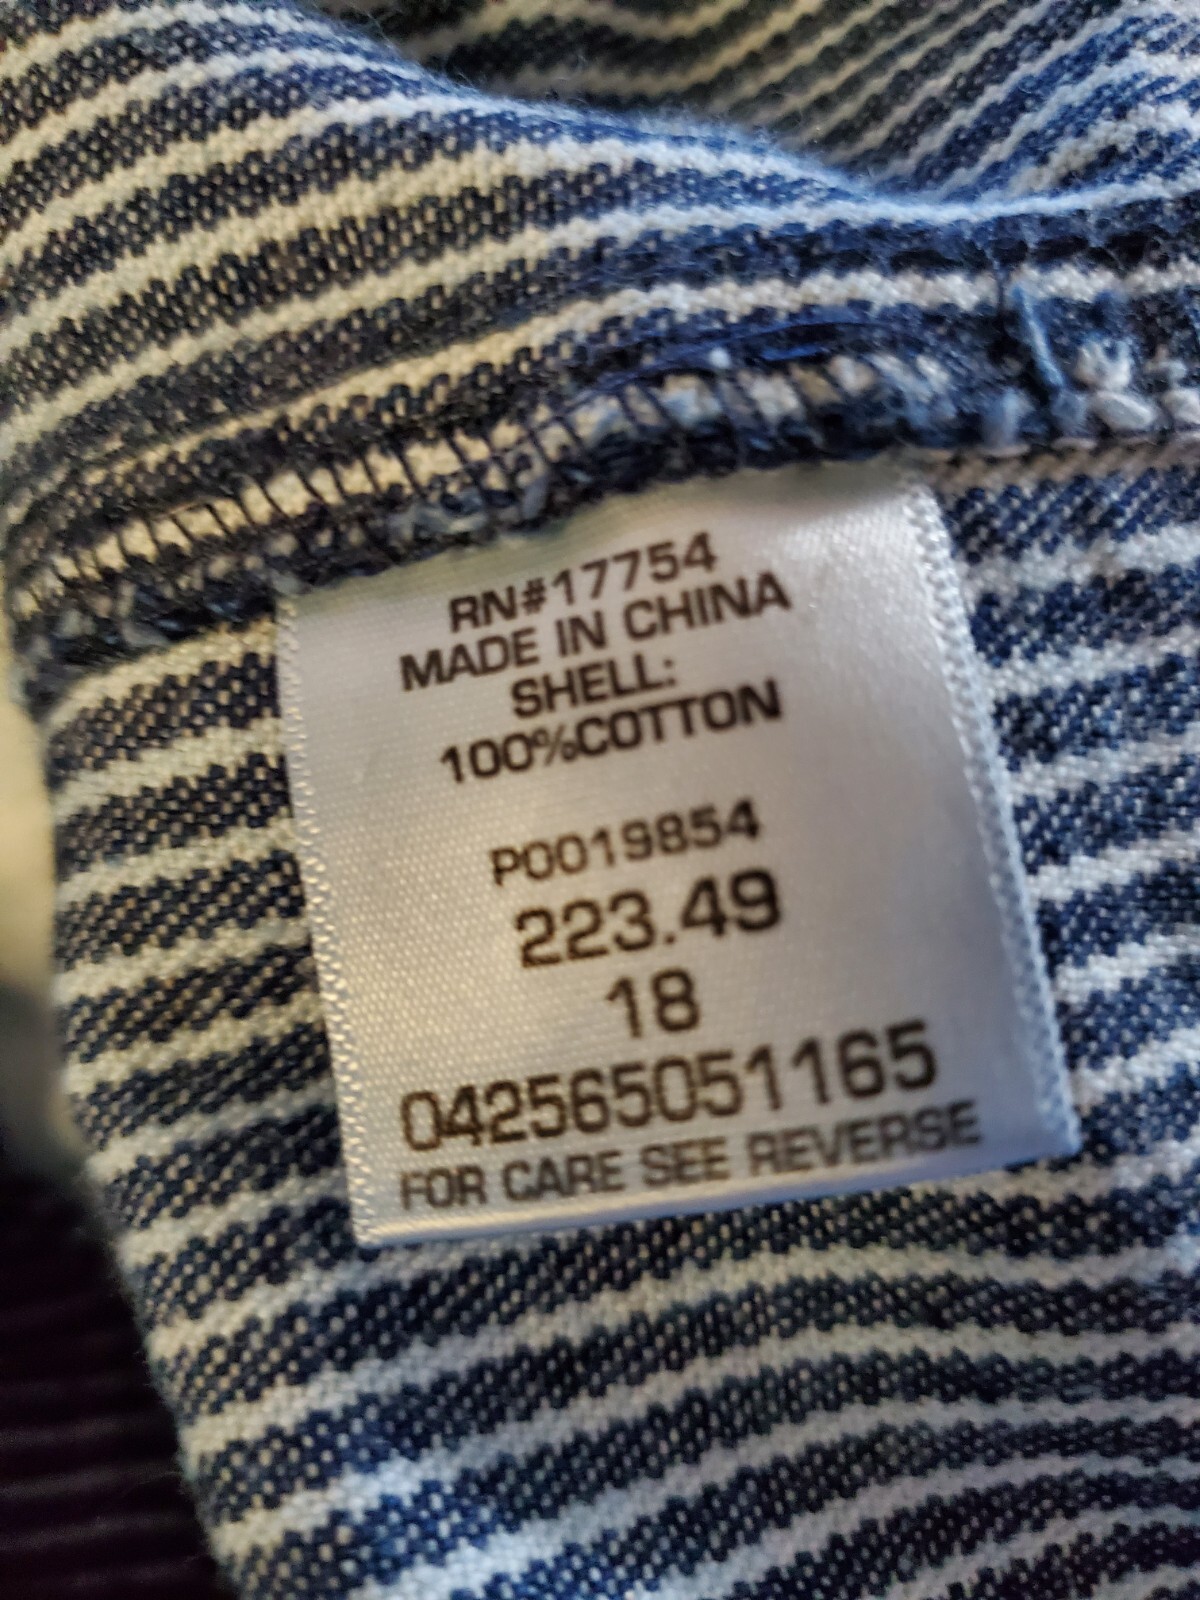 RN#17754
MADE IN CHINA
SHELL:
100%COTTON
P0019854
223.49
18
042565051165
FOR CARE SEE REVERSE